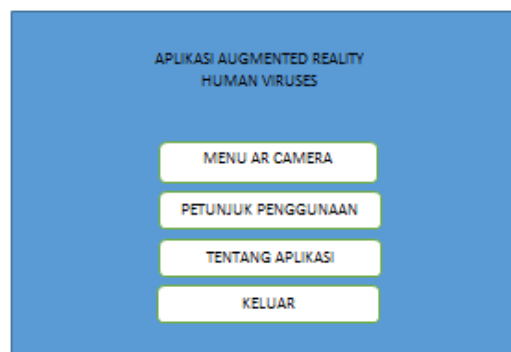 APLIKASI AUGMENTED REALITY
HUMAN VIRUSES
MENU AR CAMERA
PETUNJUK PENGGUNAAN
TENTANG APLIKASI
KELUAR